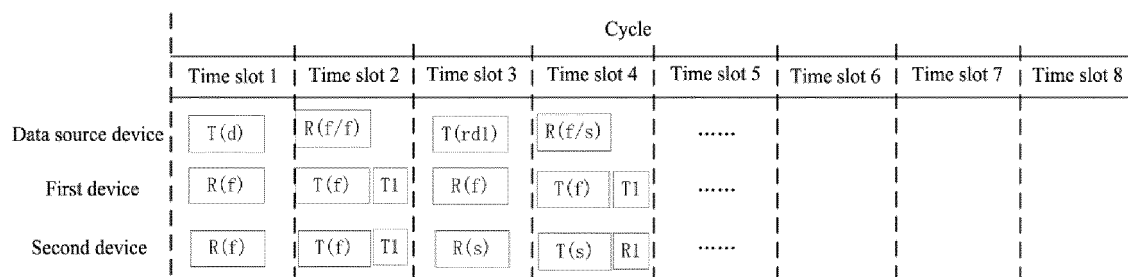 Cycle
Time slot 1 Time slot 2 Time slot 3 Time slot 4 Time slot 5 Time slot 6 Time slot 7 Time slot 8
Data source device T(d) R(f/f) T(rd1) R(f/s) ......
First device R(f) T(f) T1 R(f) T(f) T1 ......
Second device R(f) T(f) T1 R(s) T(s) R1 ......